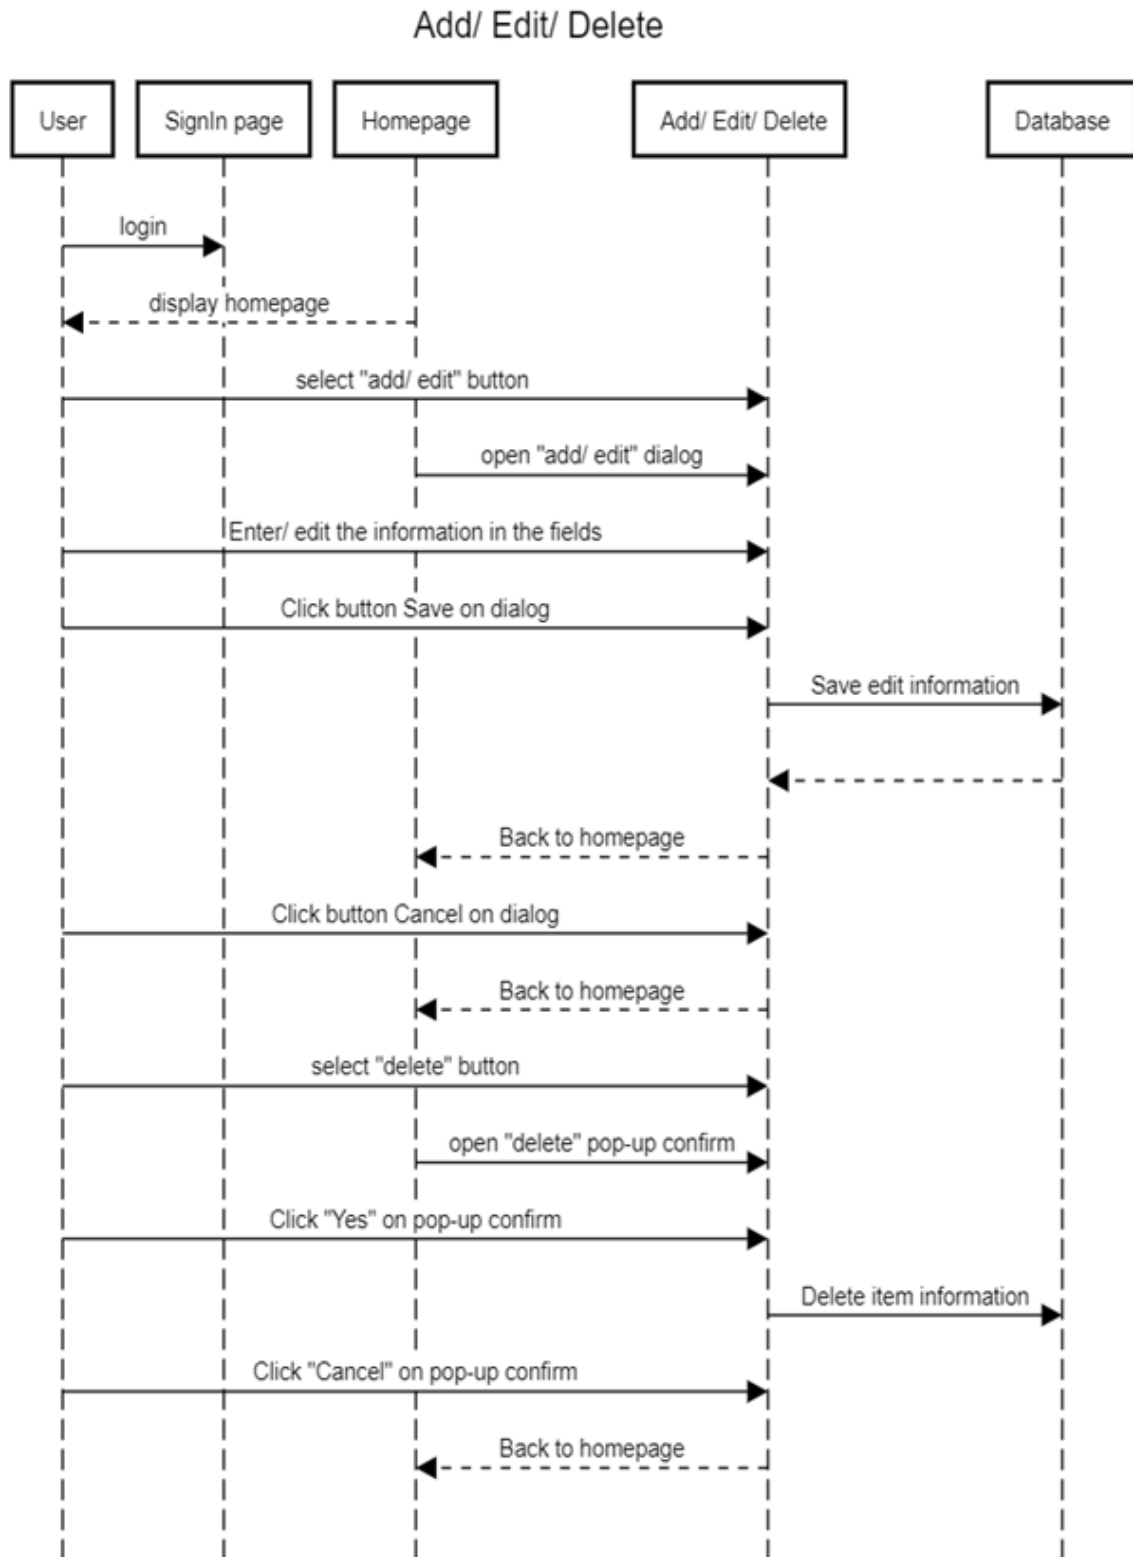 Add/ Edit/ Delete
User
SignIn page
Homepage
Add/ Edit/ Delete
Database
login
display homepage
select "add/ edit" button
open "add/ edit" dialog
Enter/ edit the information in the fields
Click button Save on dialog
Save edit information
Back to homepage
Click button Cancel on dialog
Back to homepage
select "delete" button
open "delete" pop-up confirm
Click "Yes" on pop-up confirm
Delete item information
Click "Cancel" on pop-up confirm
Back to homepage